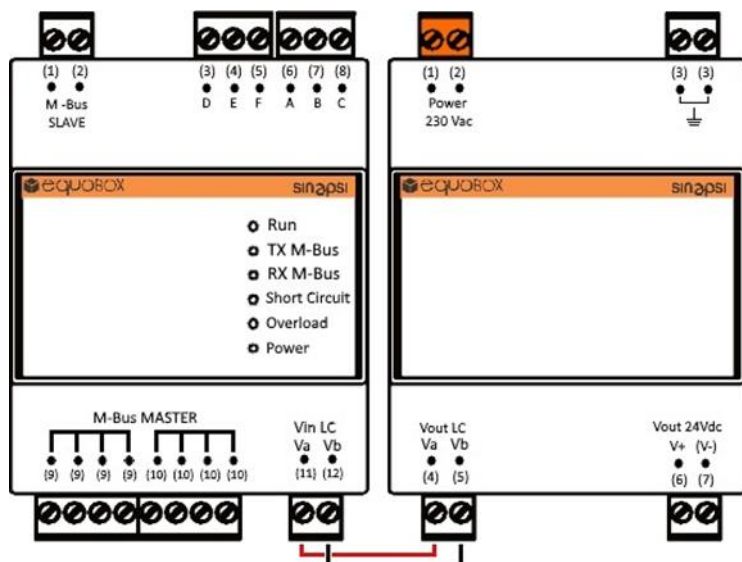 (1) (2) (3) (4) (5) (6) (7) (8)
M -Bus D E F A B C
SLAVE
(1) (2) (3) (3)
Power
230 Vac
equoBOX sinapsi
Run
TX M-Bus
RX M-Bus
Short Circuit
Overload
Power
equoBOX sinapsi
M-Bus MASTER Vin LC
Va Vb
(9) (9) (9) (9) (10) (10) (10) (10) (11) (12)
Vout LC Vout 24Vdc
Va Vb V+ (V-)
(4) (5) (6) (7)